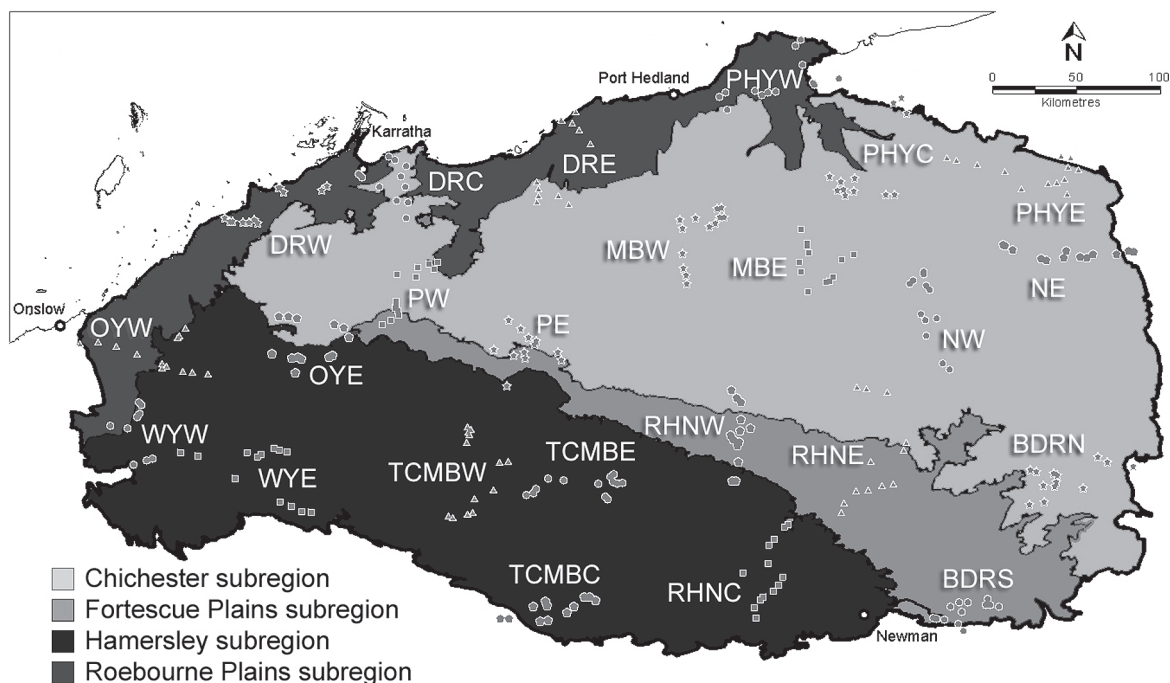 N
0 50 100
Kilometres
Port Hedland
PHYW
Karratha
DRE
PHYC
DRC
PHYE
DRW
MBW
MBE
NE
PW
Onslow
OYW
PE
NW
OYE
RHNW
WYW
BDRN
TCMBE
RHNE
TCMBW
WYE
TCMBC
RHNC
BDRS
Newman
Chichester subregion
Fortescue Plains subregion
Hamersley subregion
Roebourne Plains subregion